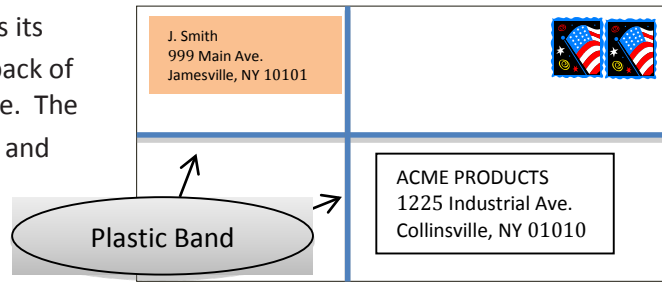 s its
back of
e. The
and
J. Smith
999 Main Ave.
Jamesville, NY 10101
ACME PRODUCTS
1225 Industrial Ave.
Collinsville, NY 01010
Plastic Band